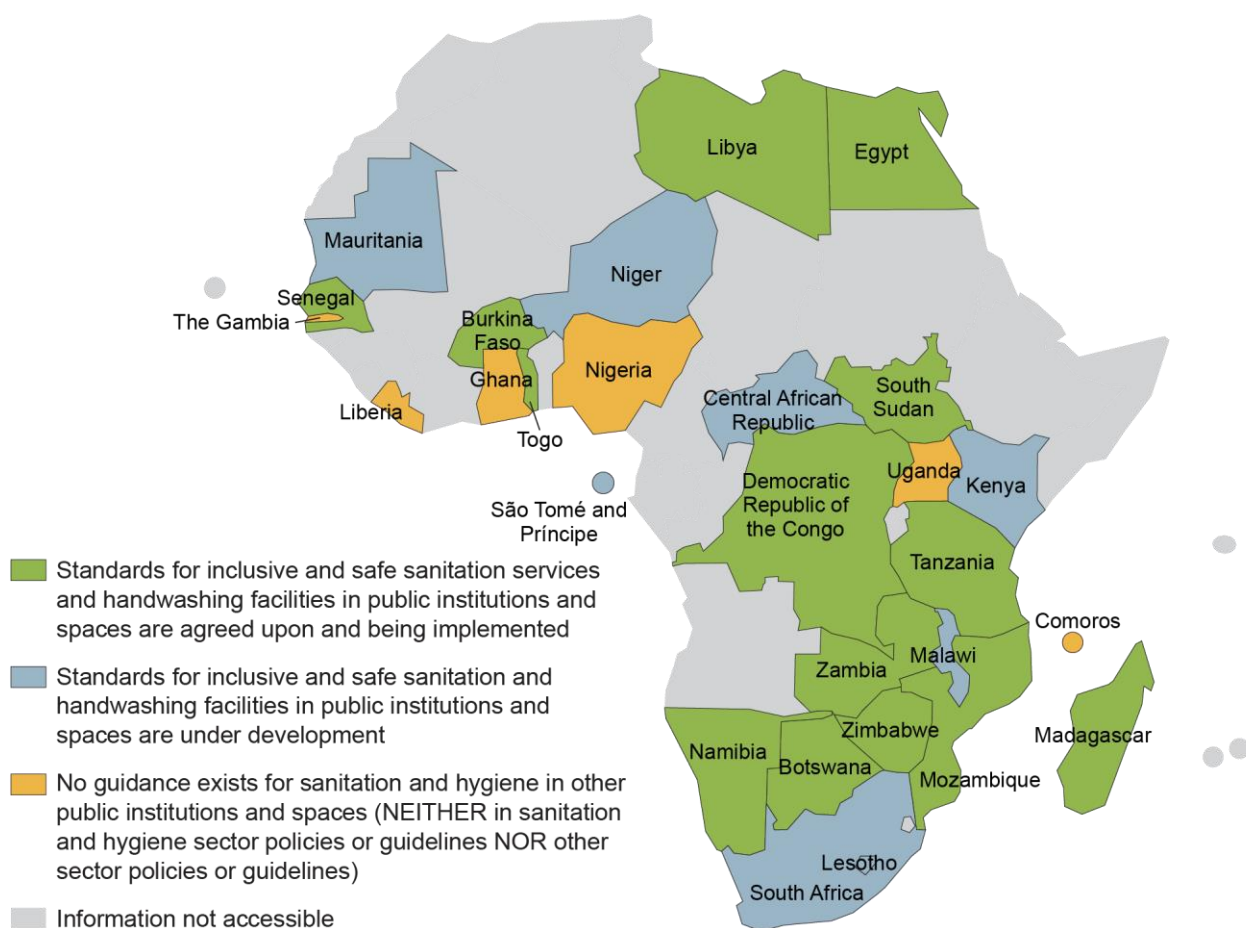 Libya
Egypt
Mauritania
Niger
Senegal
The Gambia
Burkina
Faso
Ghana
Nigeria
Liberia
Togo
Central African
Republic
South
Sudan
Uganda
Kenya
Democratic
Republic of
the Congo
São Tomé and
Príncipe
Tanzania
Comoros
Malawi
Zambia
Zimbabwe
Madagascar
Namibia
Botswana
Mozambique
Lesotho
South Africa
Standards for inclusive and safe sanitation services
and handwashing facilities in public institutions and
spaces are agreed upon and being implemented
Standards for inclusive and safe sanitation and
handwashing facilities in public institutions and
spaces are under development
No guidance exists for sanitation and hygiene in other
public institutions and spaces (NEITHER in sanitation
and hygiene sector policies or guidelines NOR other
sector policies or guidelines)
Information not accessible